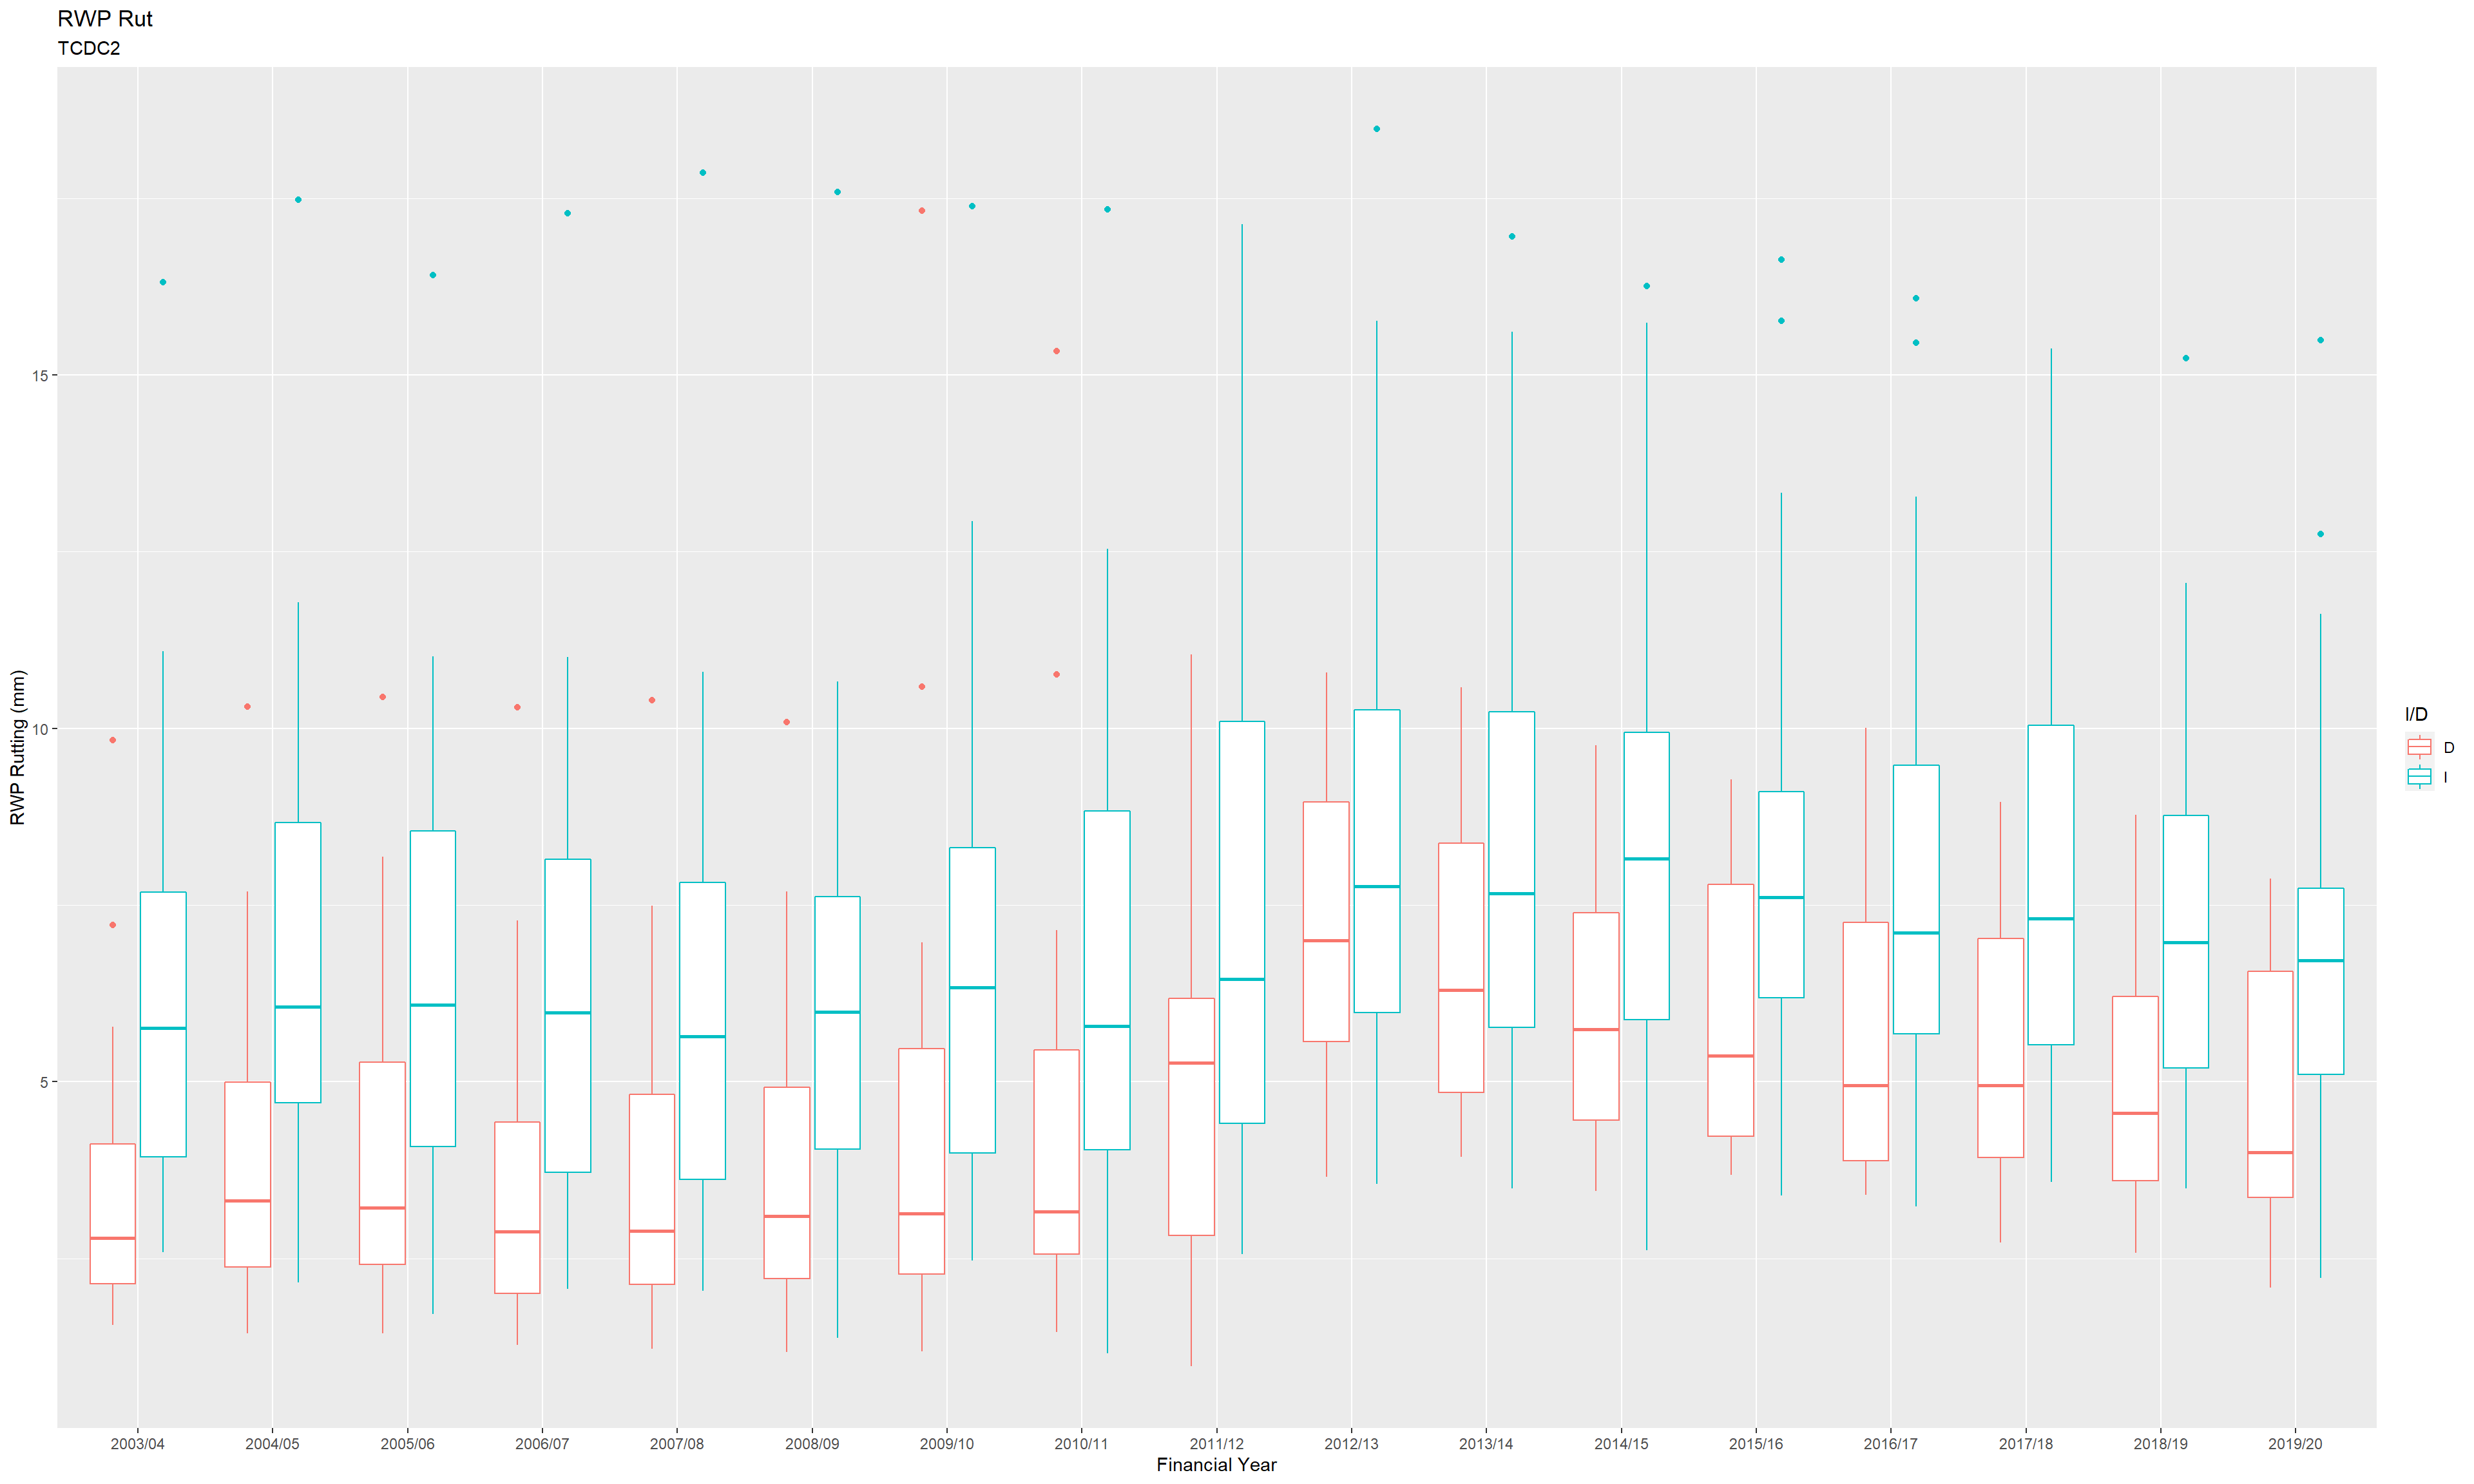 RWP Rut
TCDC2
RWP Rutting (mm)
15
10
5
2003/04
2004/05
2005/06
2006/07
2007/08
2008/09
2009/10
2010/11
2011/12
2012/13
2013/14
2014/15
2015/16
2016/17
2017/18
2018/19
2019/20
Financial Year
I/D
D
I